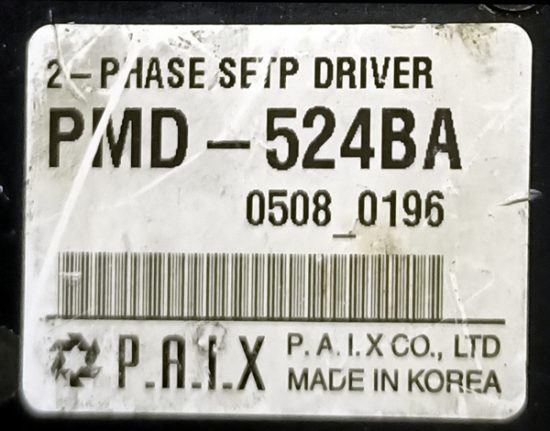 2-PHASE SETP DRIVER
PMD-524BA
0508_0196
P.A.I.X
P. A. I. X CO., LTD
MADE IN KOREA